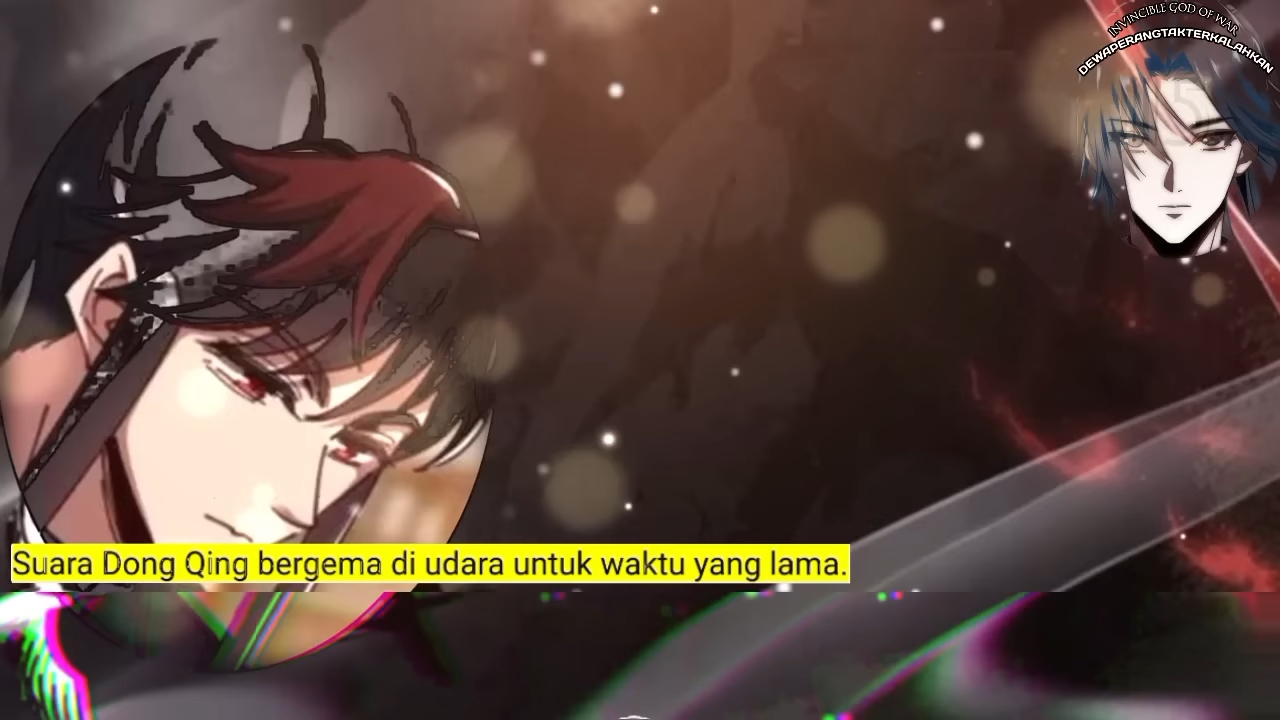 INVINCIBLE GOD OF WAR
DEWAPERANGTAKTERKALAHKAN
Suara Dong Qing bergema di udara untuk waktu yang lama.